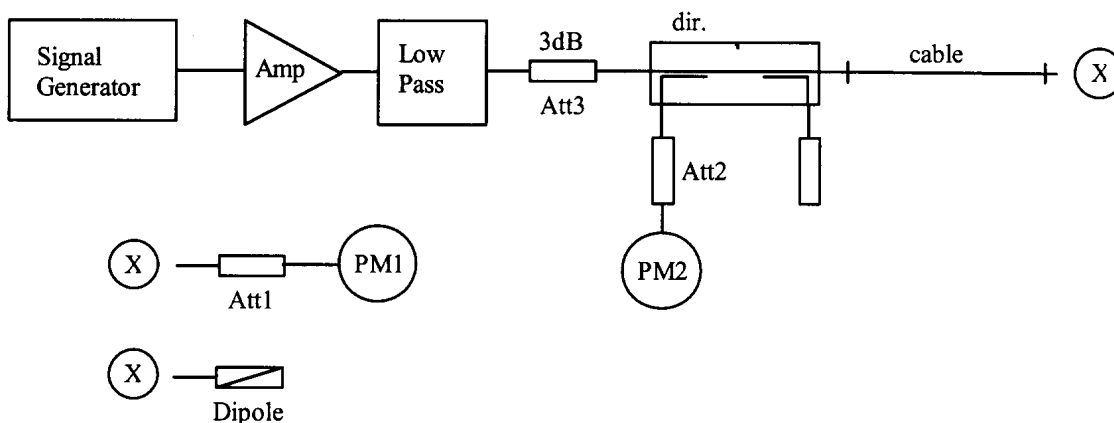 Signal
Generator
Amp
Low
Pass
3dB
Att3
dir.
cable
X
Att2
PM2
X
Att1
PM1
X
Dipole